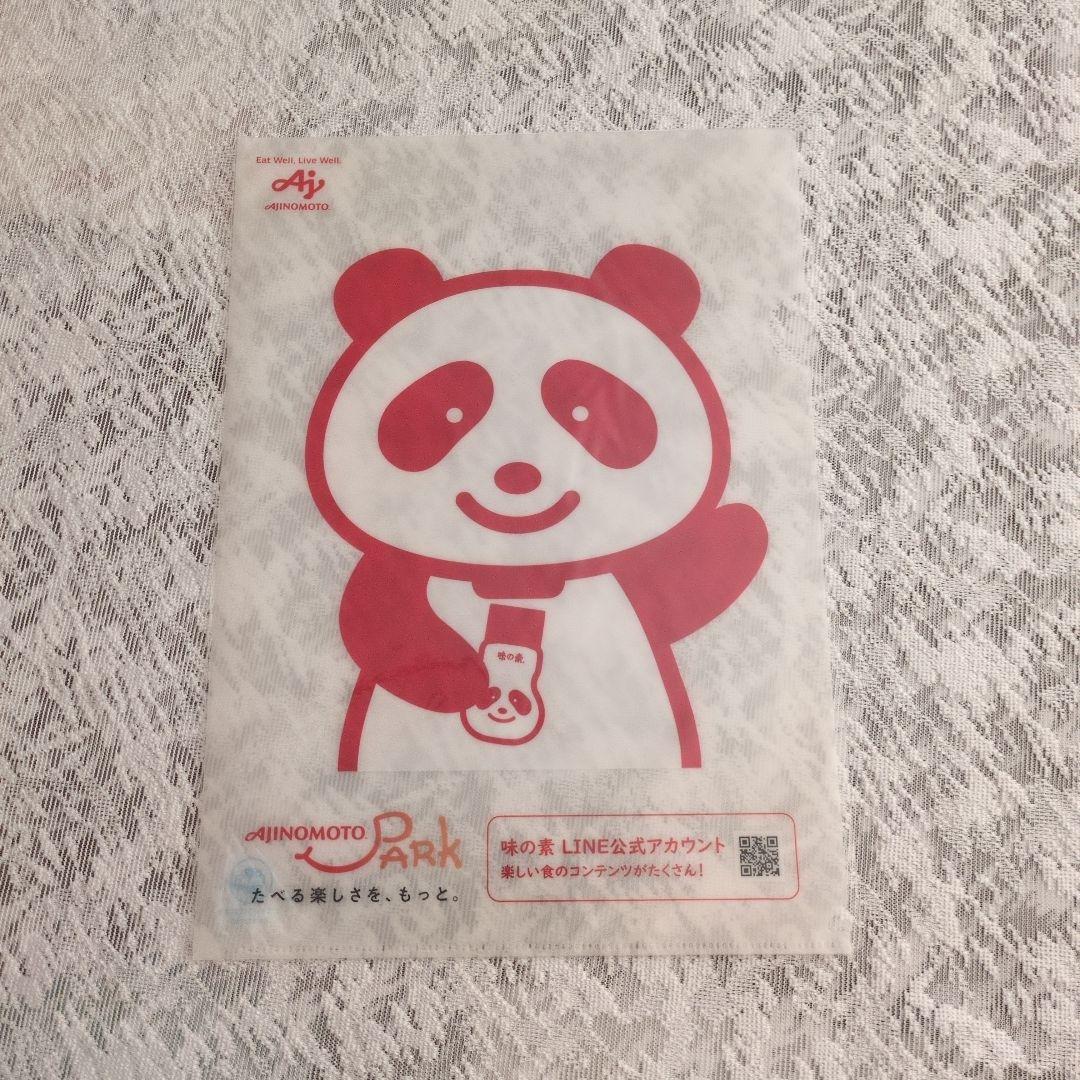 Eat Well, Live Well.
Aj
AJINOMOTO
味の素
AJINOMOTO PARK
たべる楽しさを、もっと。
味の素 LINE公式アカウント
楽しい食のコンテンツがたくさん!